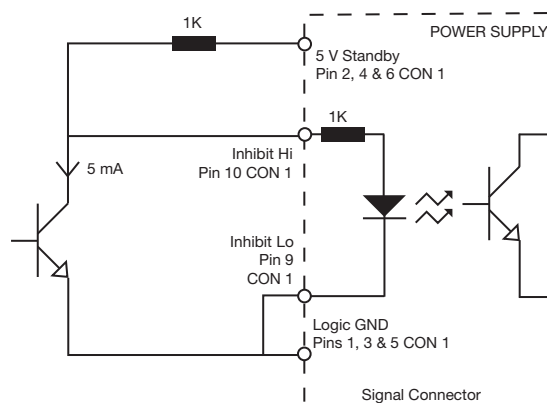 1K
POWER SUPPLY
5 V Standby
Pin 2, 4 & 6 CON 1
1K
Inhibit Hi
Pin 10 CON 1
5 mA
Inhibit Lo
Pin 9
CON 1
Logic GND
Pins 1, 3 & 5 CON 1
Signal Connector